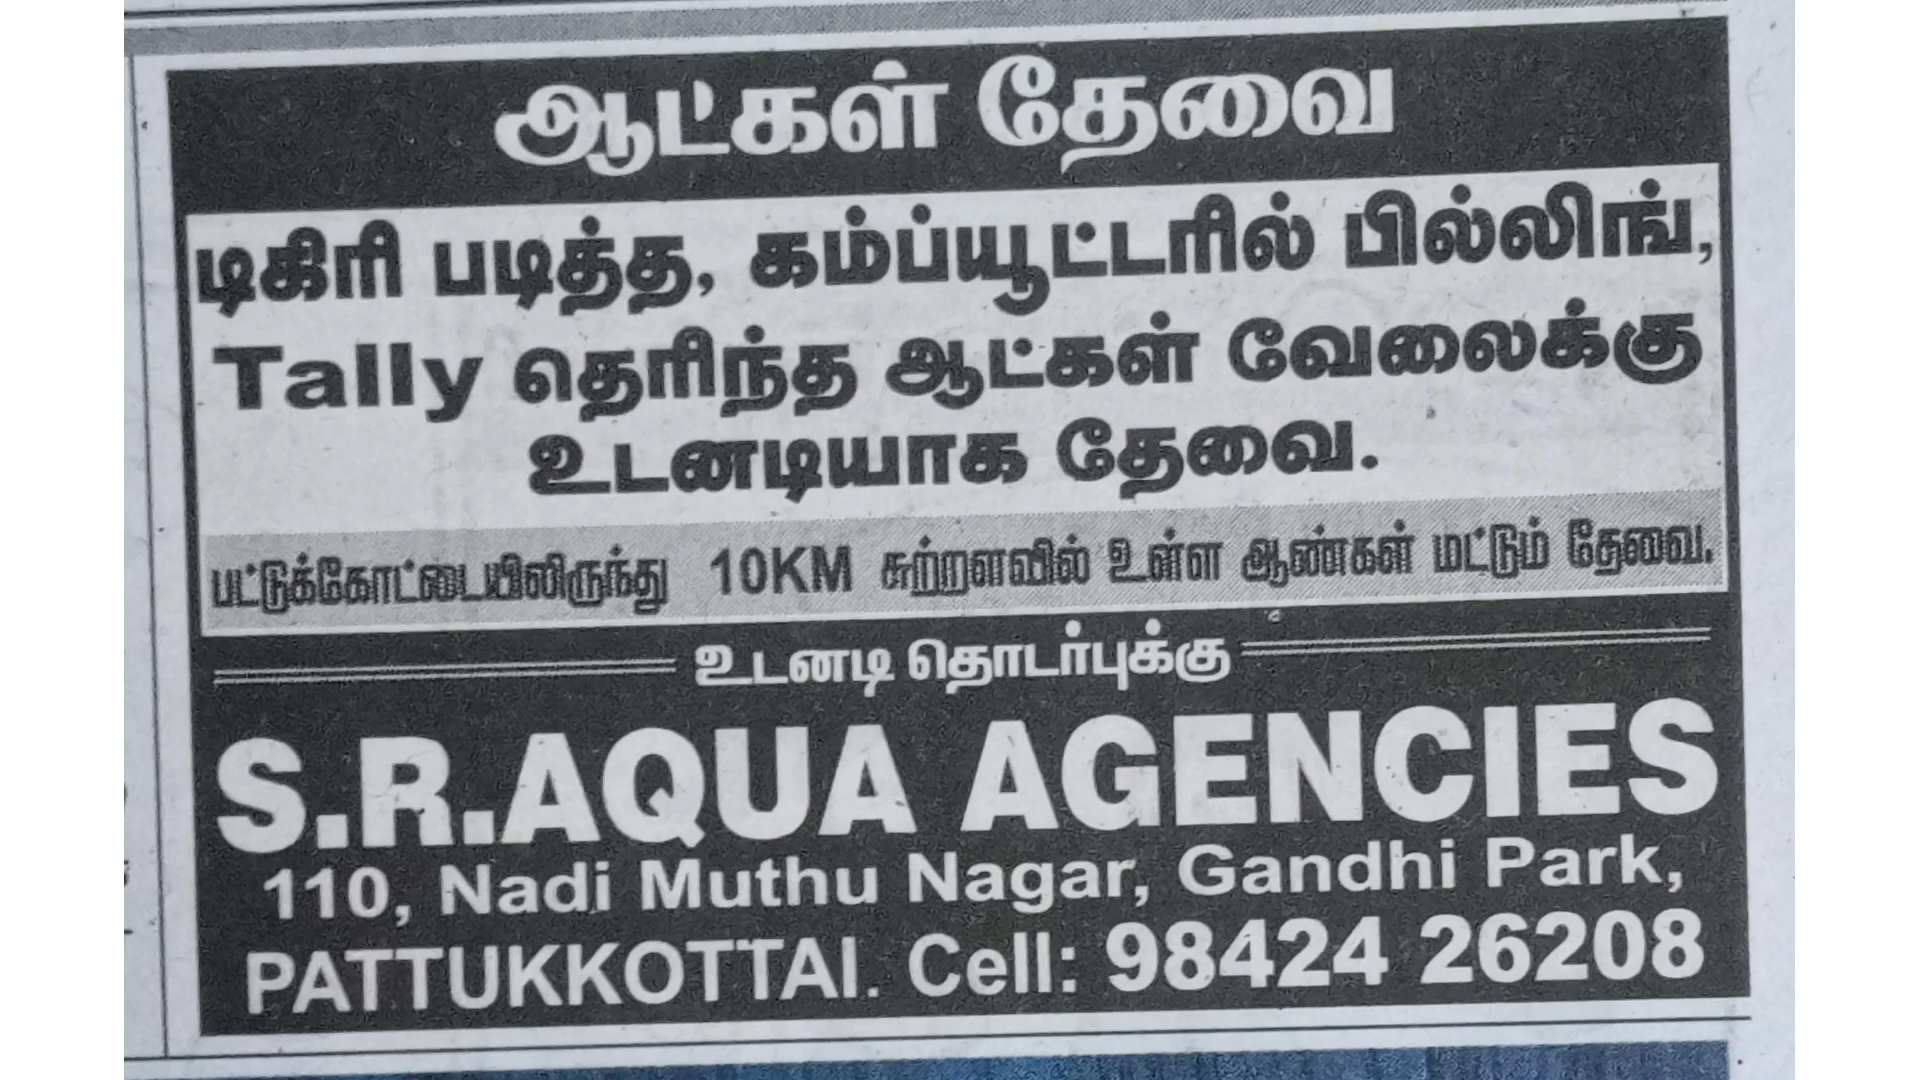 ஆட்கள் தேவை
டிகிரி படித்த, கம்ப்யூட்டரில் பில்லிங்,
Tally தெரிந்த ஆட்கள் வேலைக்கு
உடனடியாக தேவை.
பட்டுக்கோட்டையிலிருந்து 10KM சுற்றளவில் உள்ள ஆண்கள் மட்டும் தேவை.
உடனடி தொடர்புக்கு
S.R.AQUA AGENCIES
110, Nadi Muthu Nagar, Gandhi Park,
PATTUKKOTTAI. Cell: 98424 26208